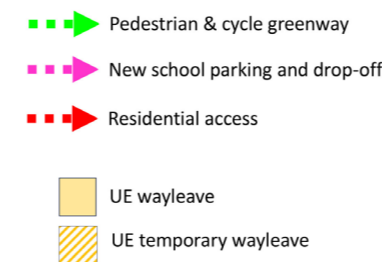 Pedestrian & cycle greenway
New school parking and drop-off
Residential access
UE wayleave
UE temporary wayleave